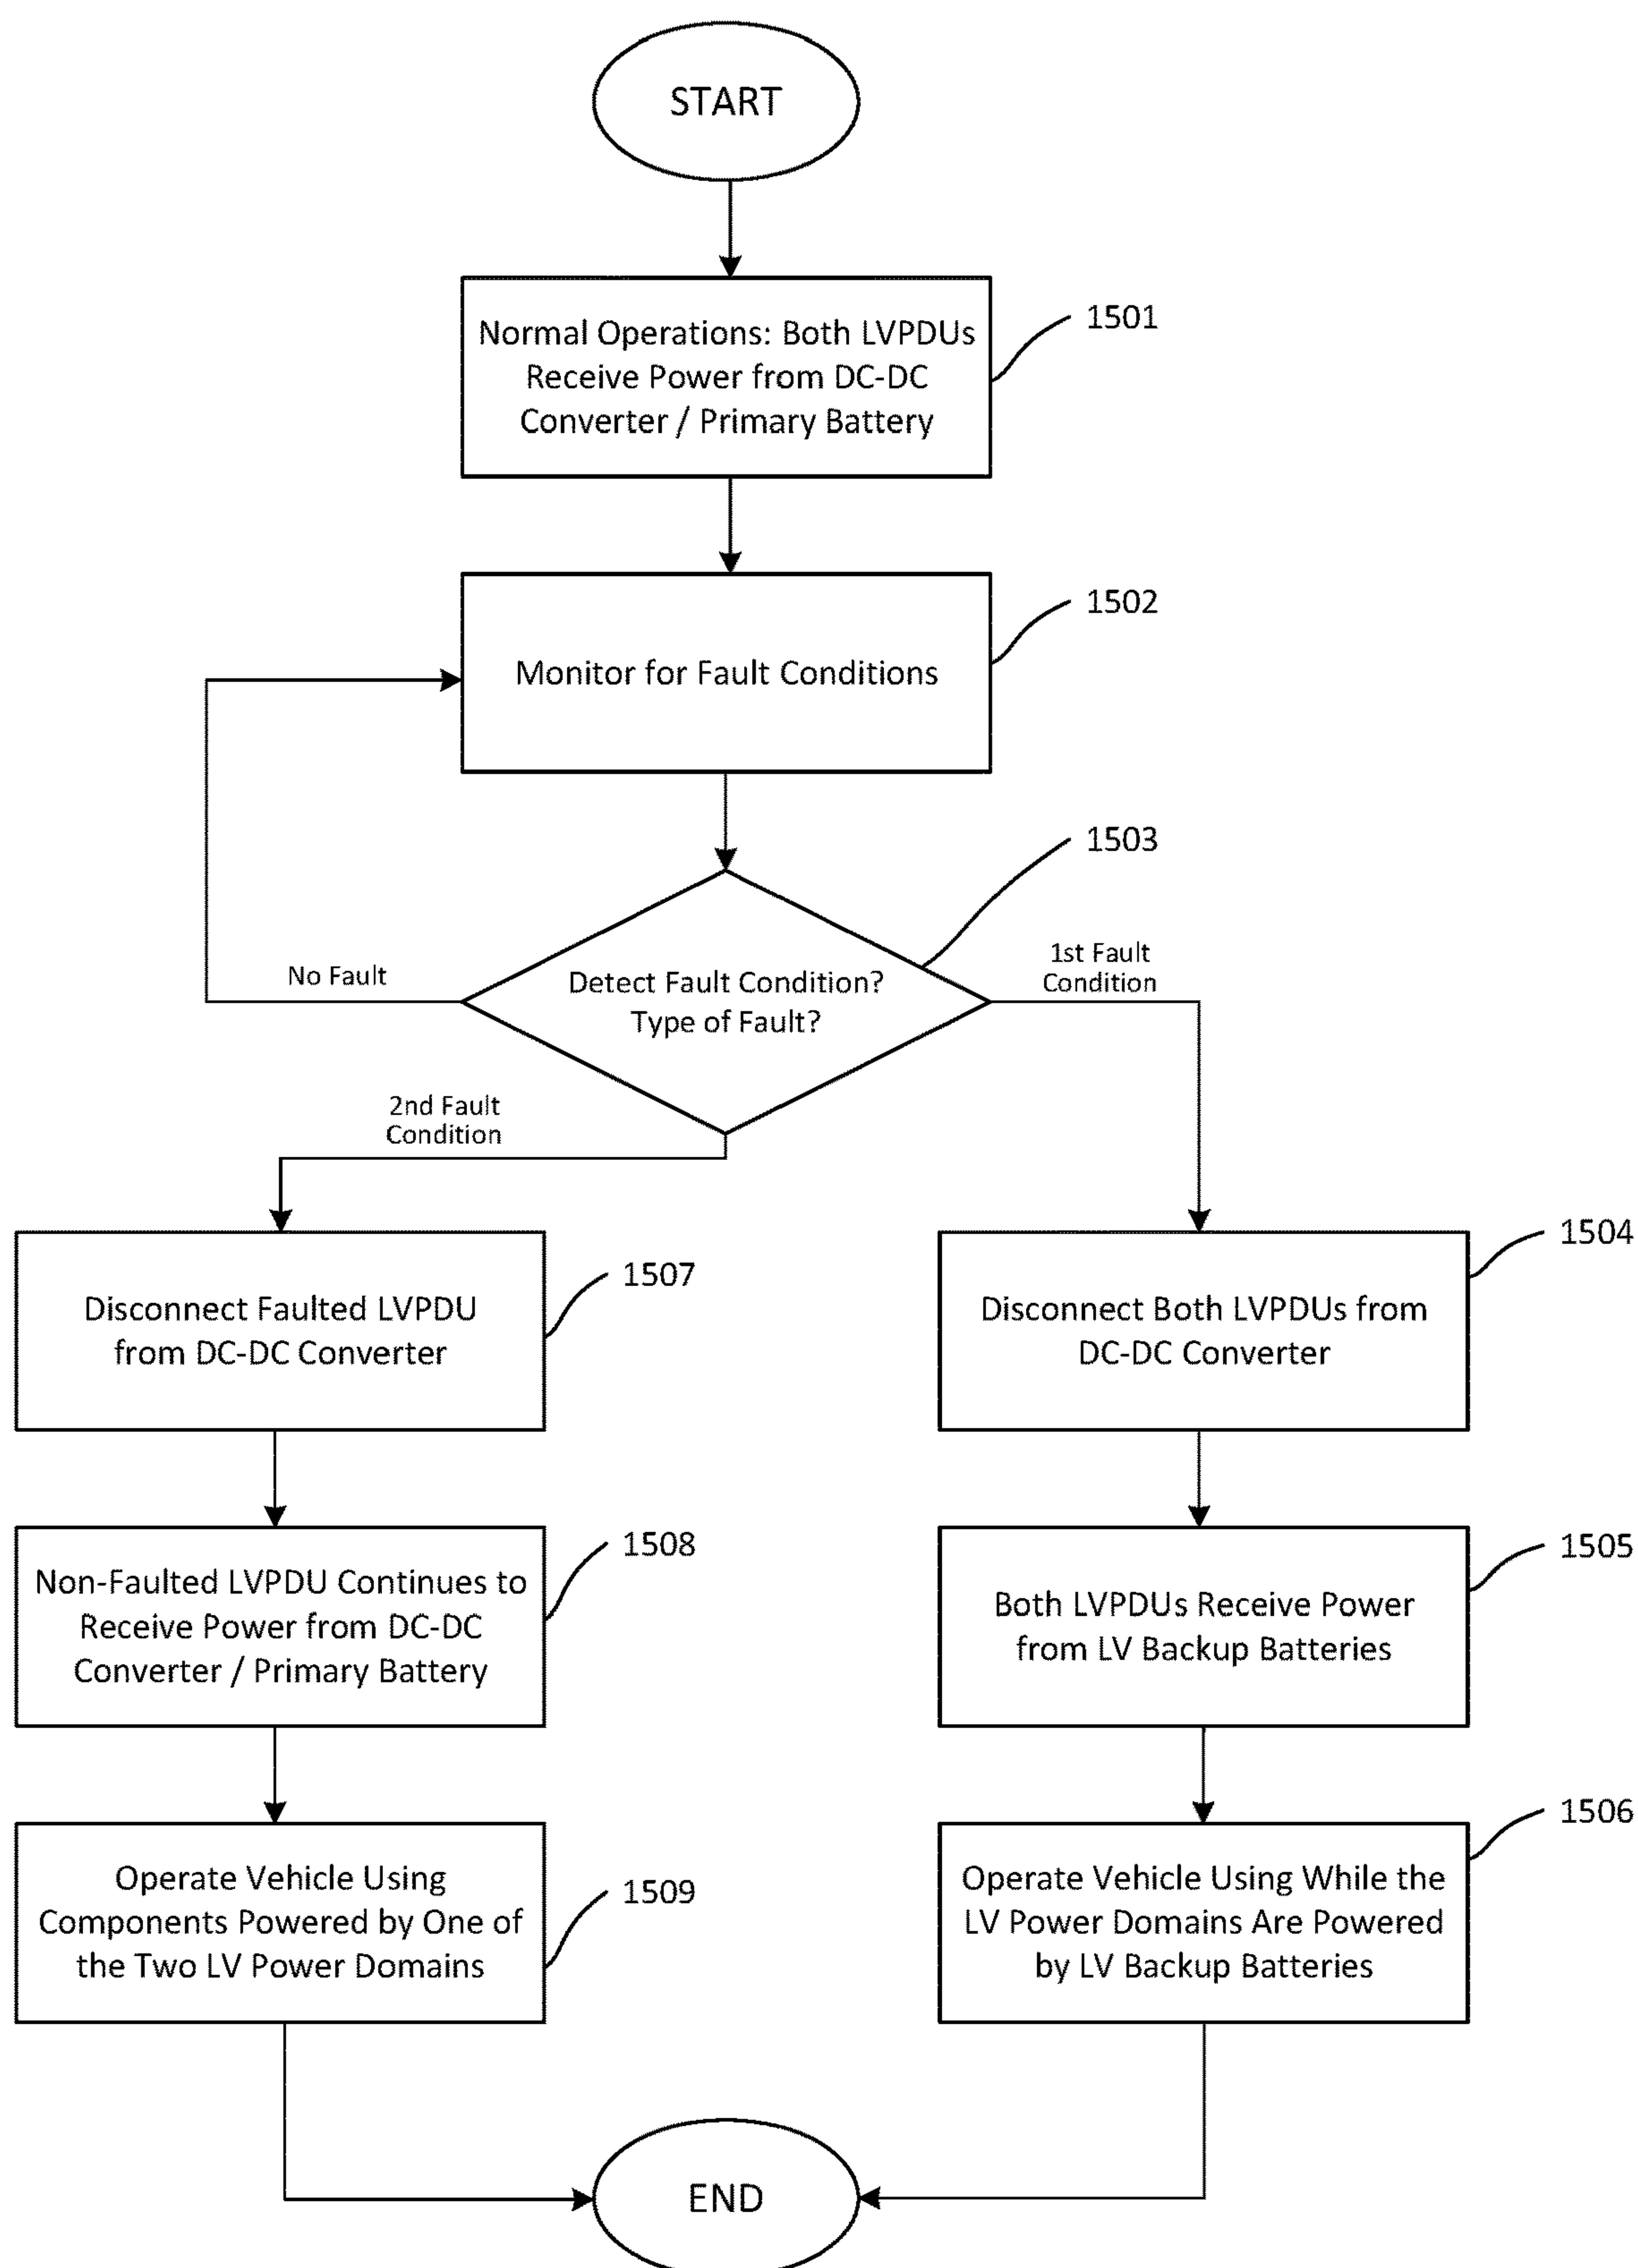 START
Normal Operations: Both LVPDUs
Receive Power from DC-DC
Converter / Primary Battery
1501
Monitor for Fault Conditions
1502
Detect Fault Condition?
Type of Fault?
1503
No Fault
1st Fault
Condition
2nd Fault
Condition
Disconnect Faulted LVPDU
from DC-DC Converter
1507
Disconnect Both LVPDUs from
DC-DC Converter
1504
Non-Faulted LVPDU Continues to
Receive Power from DC-DC
Converter / Primary Battery
1508
Both LVPDUs Receive Power
from LV Backup Batteries
1505
Operate Vehicle Using
Components Powered by One of
the Two LV Power Domains
1509
Operate Vehicle Using While the
LV Power Domains Are Powered
by LV Backup Batteries
1506
END